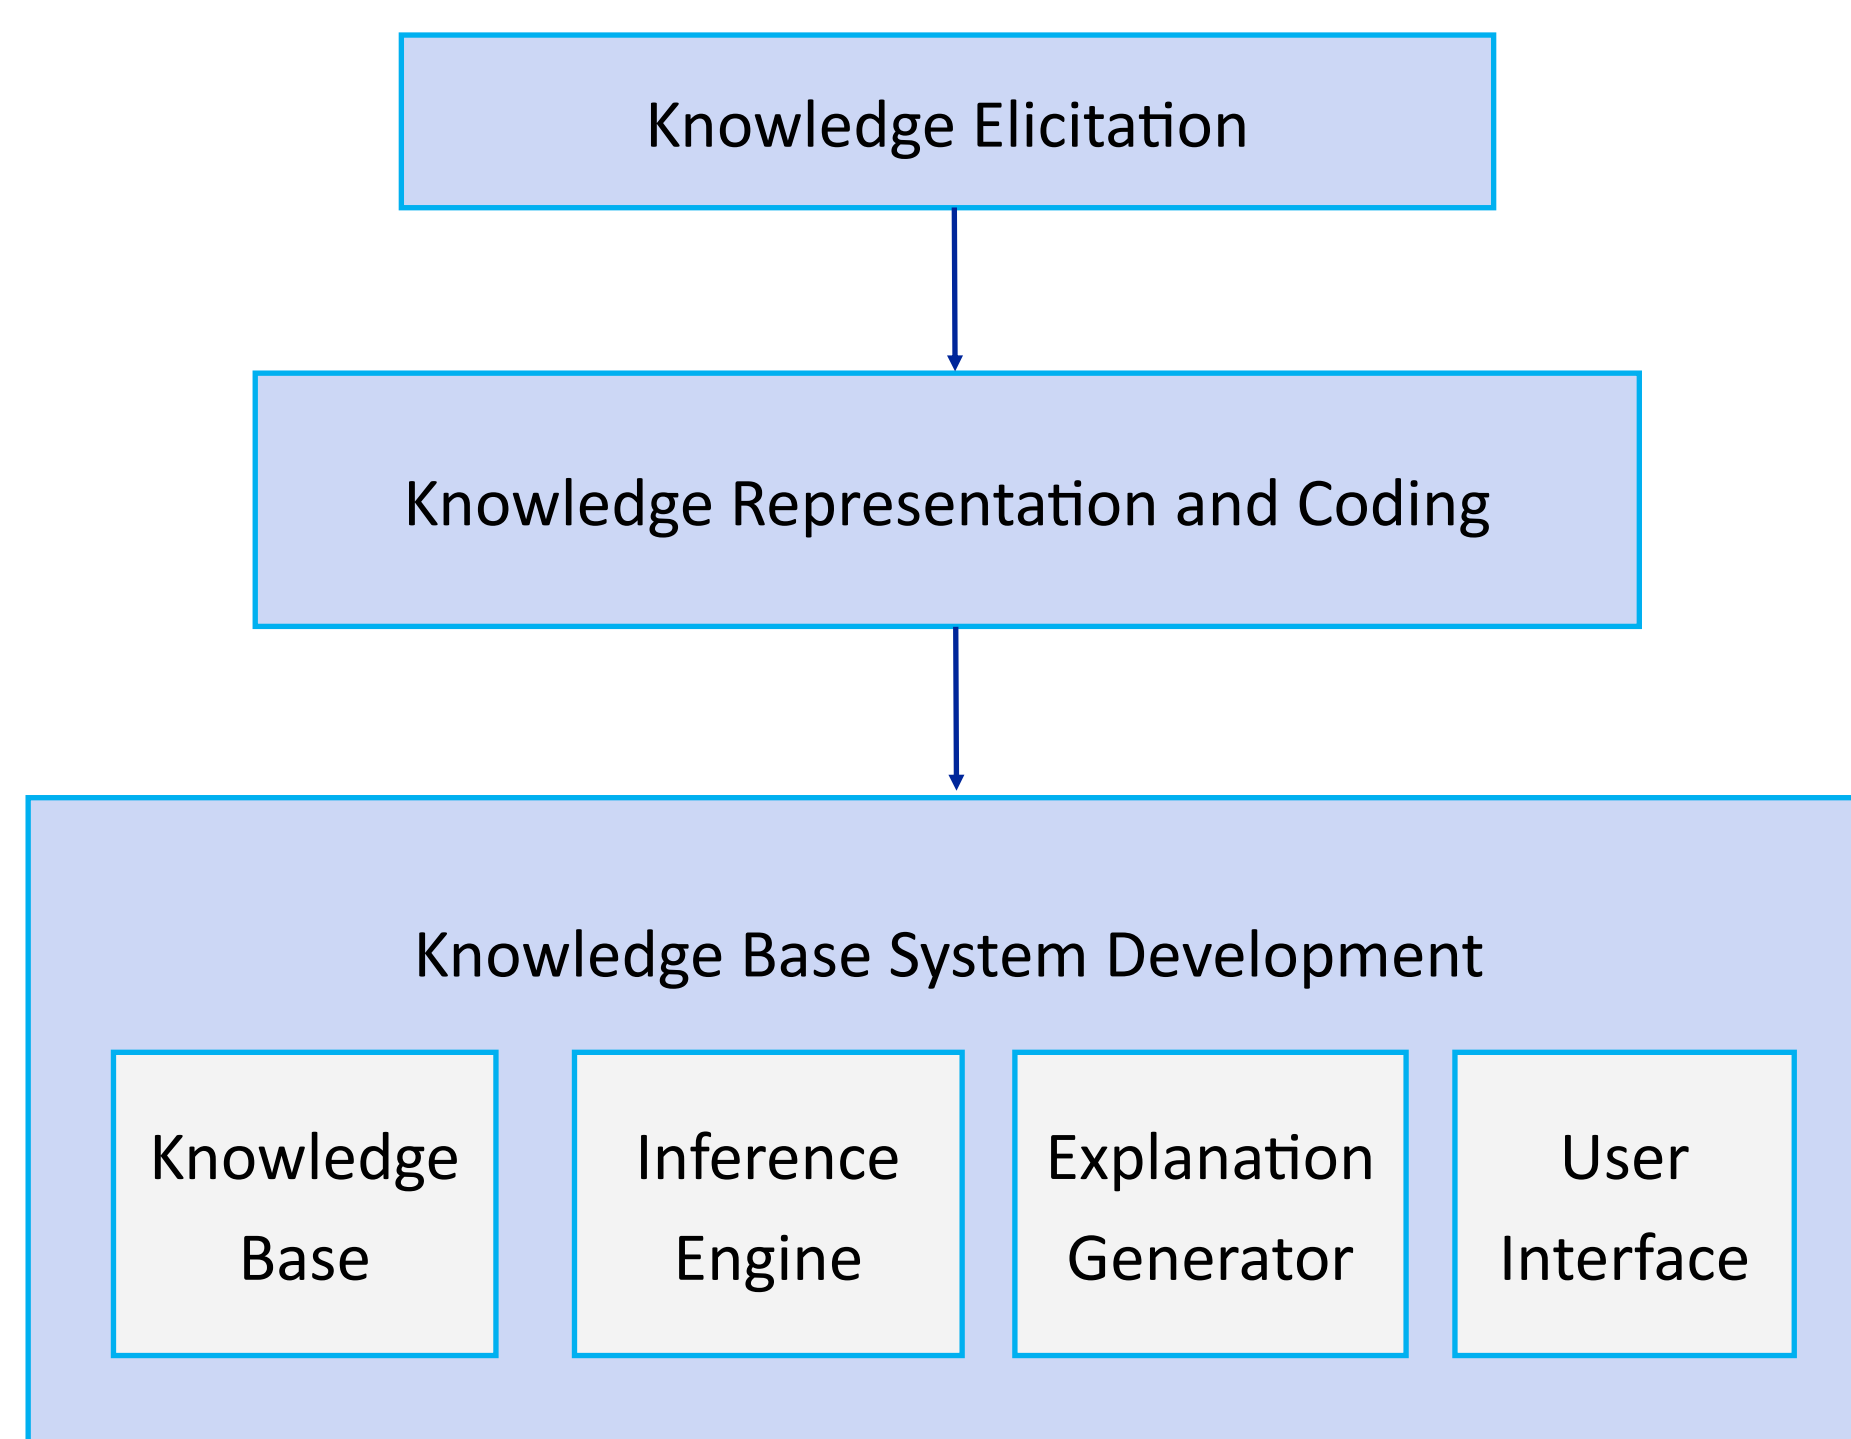 Knowledge Elicitation
Knowledge Representation and Coding
Knowledge Base System Development
Knowledge
Base
Inference
Engine
Explanation
Generator
User
Interface